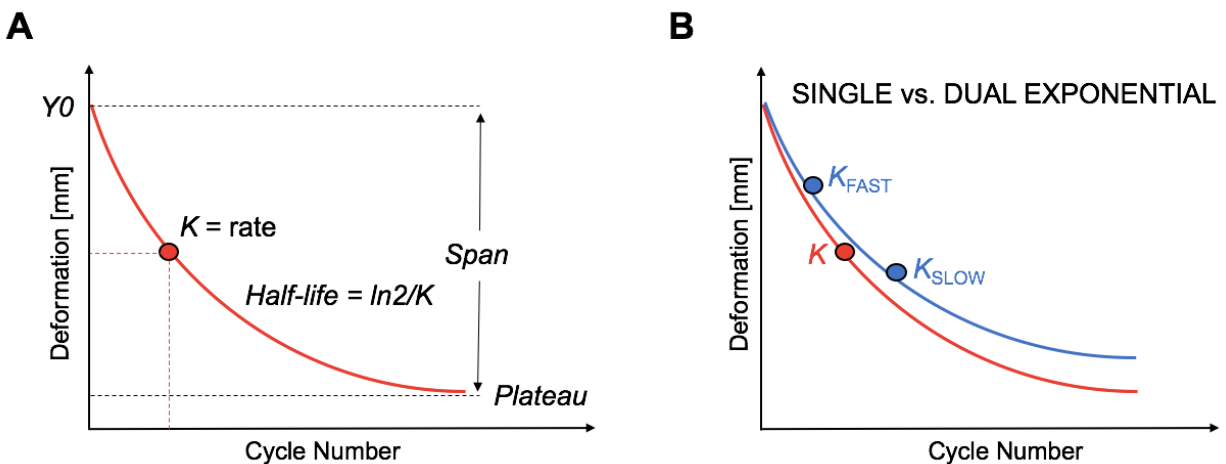 A
Y0
Deformation [mm]
K = rate
Span
Half-life = ln2/K
Plateau
Cycle Number
B
SINGLE vs. DUAL EXPONENTIAL
Deformation [mm]
KFAST
K
KSLOW
Cycle Number